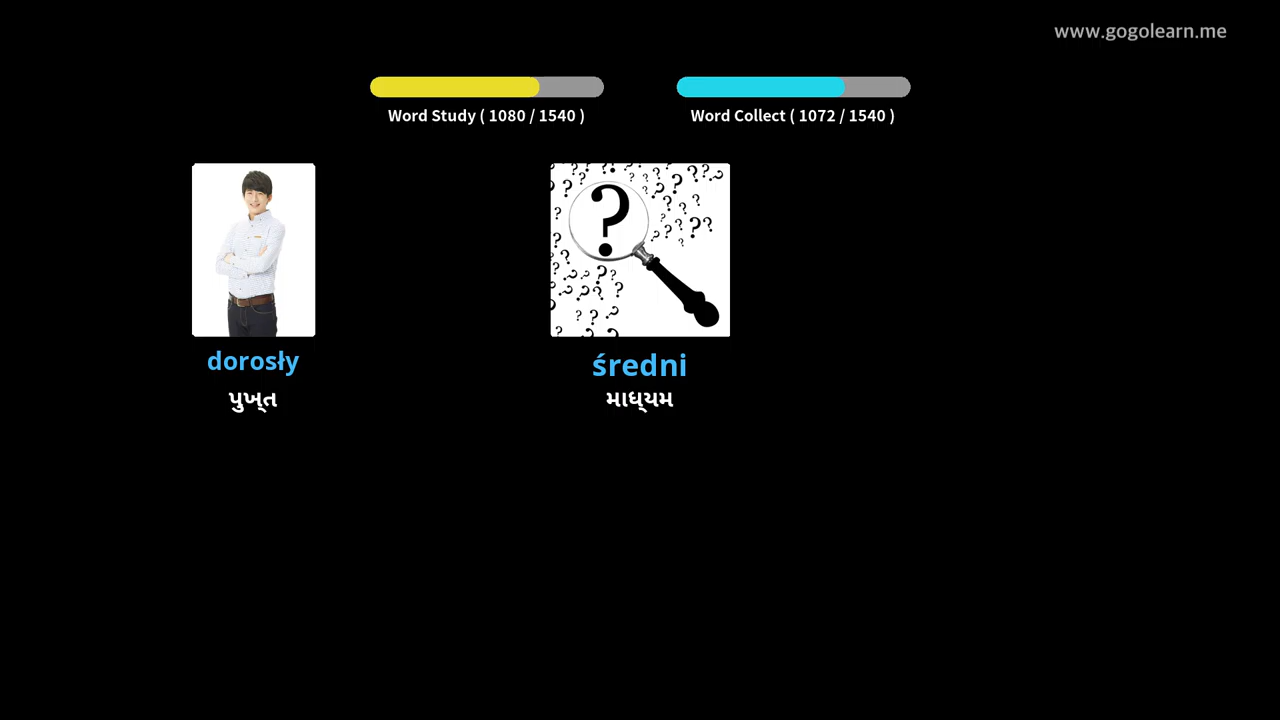 www.gogolearn.me
Word Study ( 1080 / 1540 )
Word Collect ( 1072 / 1540 )
dorosły
પુખ્ત
średni
માધ્યમ